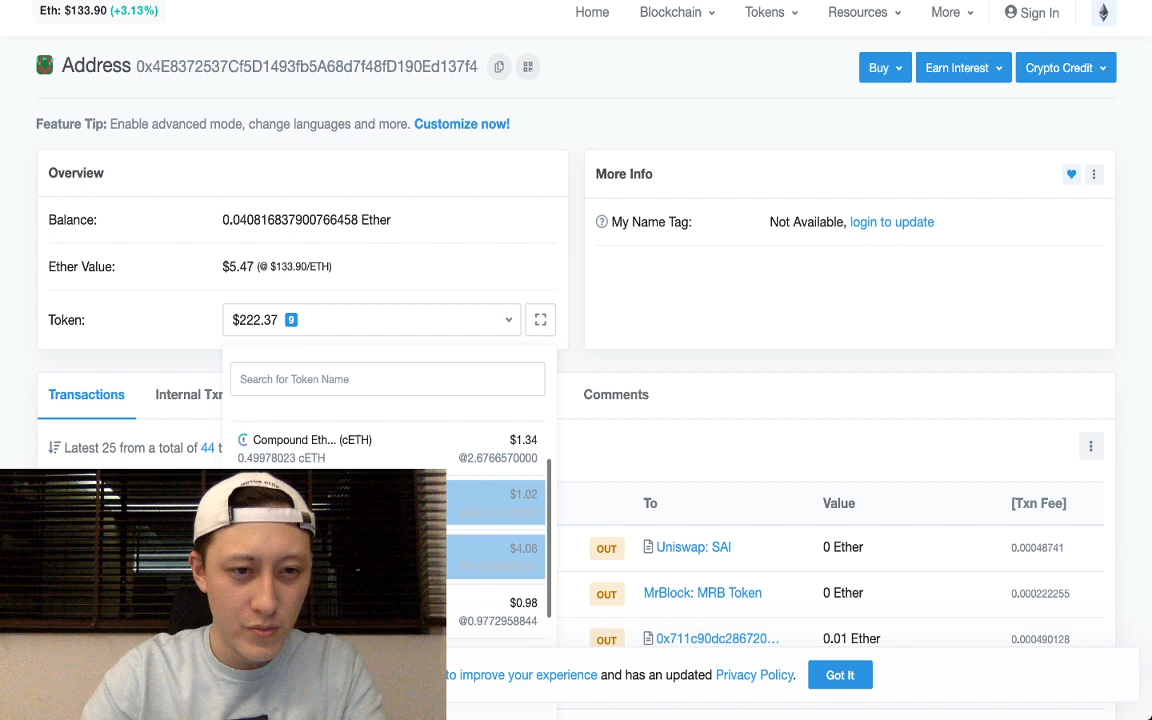 Eth: $133.90 (+3.13%)
Home Blockchain Tokens Resources More Sign In
Address 0x4E8372537Cf5D1493fb5A68d7f48fD190Ed137f4
Buy Earn Interest Crypto Credit
Feature Tip: Enable advanced mode, change languages and more. Customize now!
Overview
Balance: 0.040816837900766458 Ether
Ether Value: $5.47 (@ $133.90/ETH)
Token: $222.37 9
Search for Token Name
Compound Eth... (cETH) $1.34
0.49978023 cETH @2.6766570000
$1.02
$4.06
$0.98
@0.9772958844
More Info
My Name Tag: Not Available, login to update
Transactions Internal Txn Comments
Latest 25 from a total of 44 t
To Value [Txn Fee]
OUT Uniswap: SAI 0 Ether 0.00048741
OUT MrBlock: MRB Token 0 Ether 0.000222255
OUT 0x711c90dc286720... 0.01 Ether 0.000490128
to improve your experience and has an updated Privacy Policy. Got It